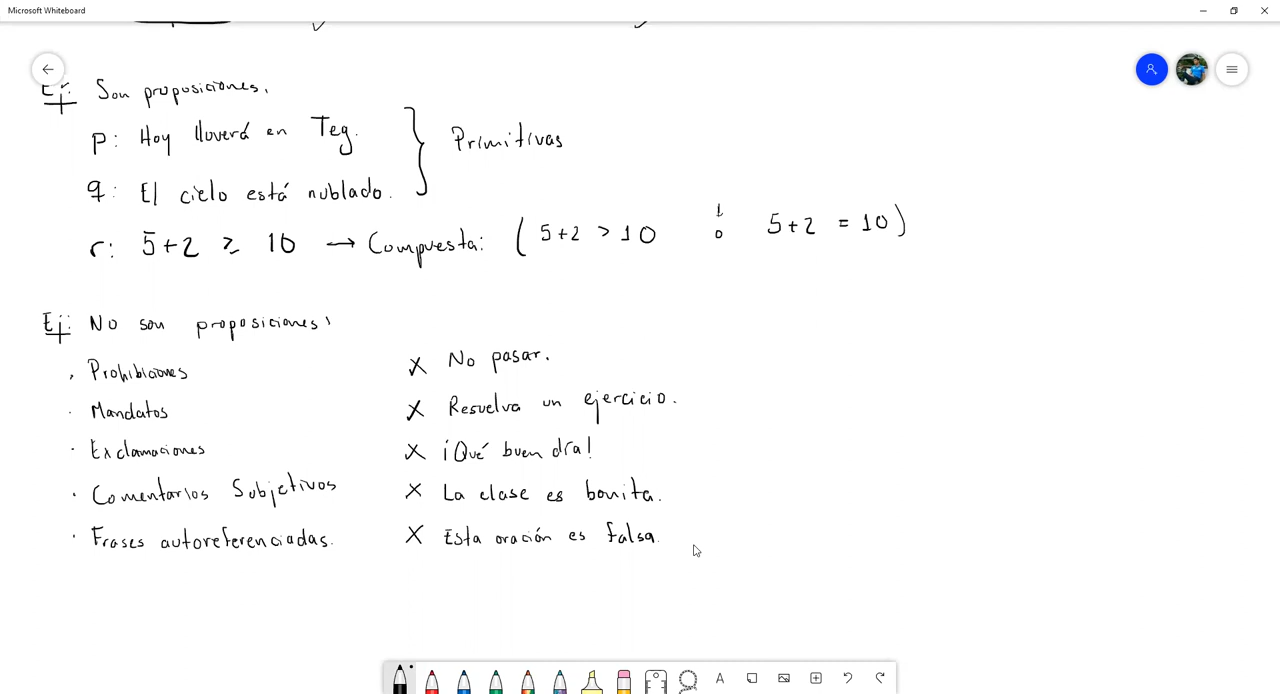 Microsoft Whiteboard
Ej: Son proposiciones.
p: Hoy lloverá en Teg.
q: El cielo está nublado.
Primitivas
r: 5+2 ≥ 10 → Compuesta: (5+2 > 10 o 5+2 = 10)
Ej: No son proposiciones:
· Prohibiciones X No pasar.
· Mandatos X Resuelva un ejercicio.
· Exclamaciones X ¡Qué buen día!
· Comentarios Subjetivos X La clase es bonita.
· Frases autoreferenciadas. X Esta oración es falsa.